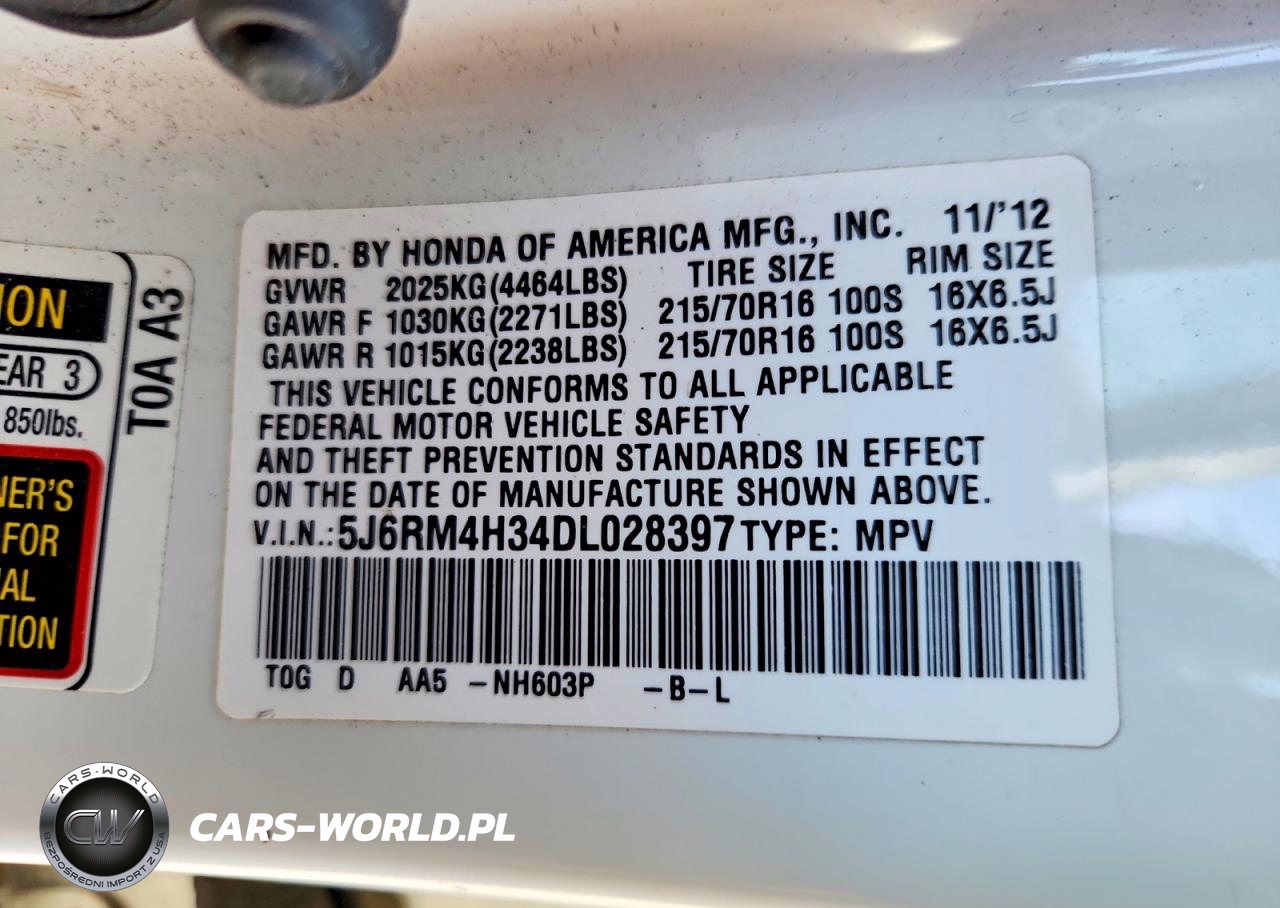 ION
EAR 3
850lbs.
NER'S
FOR
AL
TION
T0A A3
MFD. BY HONDA OF AMERICA MFG., INC. 11/'12
GVWR 2025KG(4464LBS) TIRE SIZE RIM SIZE
GAWR F 1030KG(2271LBS) 215/70R16 100S 16X6.5J
GAWR R 1015KG(2238LBS) 215/70R16 100S 16X6.5J
THIS VEHICLE CONFORMS TO ALL APPLICABLE
FEDERAL MOTOR VEHICLE SAFETY
AND THEFT PREVENTION STANDARDS IN EFFECT
ON THE DATE OF MANUFACTURE SHOWN ABOVE.
V.I.N.:5J6RM4H34DL028397 TYPE: MPV
T0G D AA5 -NH603P -B-L
CARS-WORLD
CW
BEZPOŚREDNI IMPORT Z USA
CARS-WORLD.PL